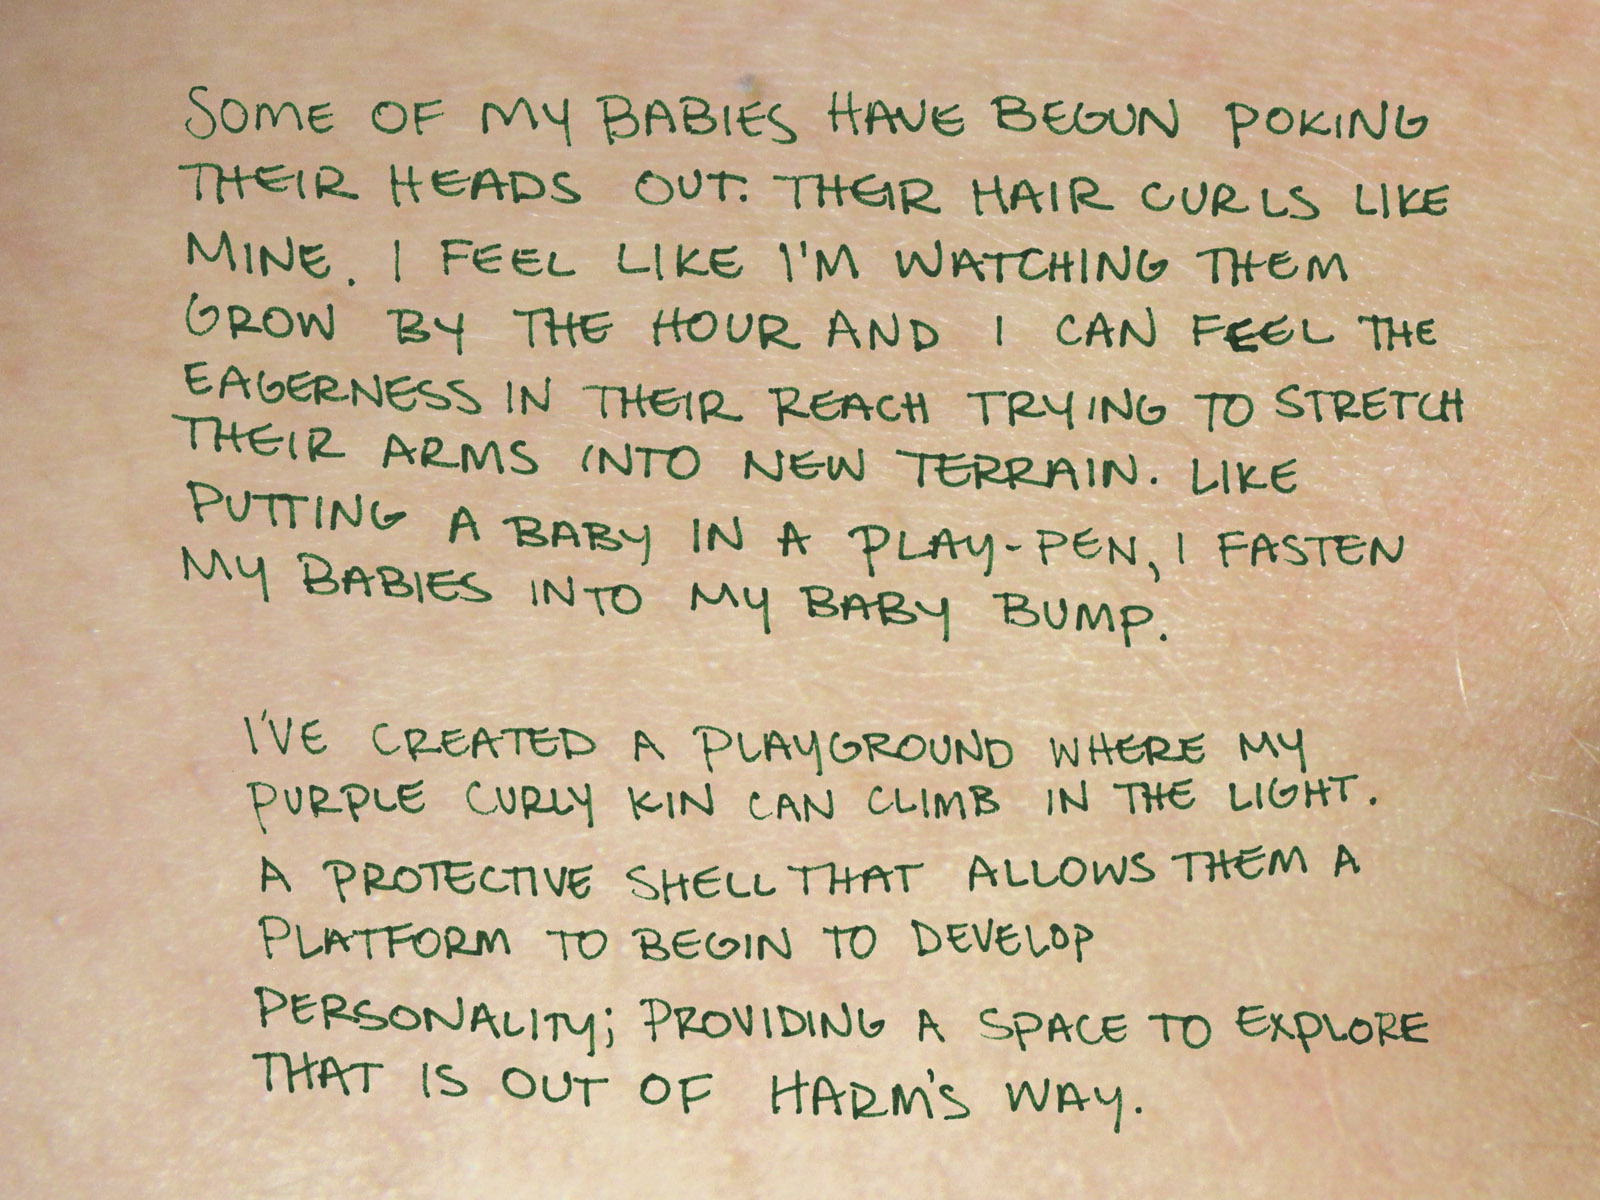 SOME OF MY BABIES HAVE BEGUN POKING
THEIR HEADS OUT. THEIR HAIR CURLS LIKE
MINE. I FEEL LIKE I'M WATCHING THEM
GROW BY THE HOUR AND I CAN FEEL THE
EAGERNESS IN THEIR REACH TRYING TO STRETCH
THEIR ARMS INTO NEW TERRAIN. LIKE
PUTTING A BABY IN A PLAY-PEN, I FASTEN
MY BABIES INTO MY BABY BUMP.
I'VE CREATED A PLAYGROUND WHERE MY
PURPLE CURLY KIN CAN CLIMB IN THE LIGHT.
A PROTECTIVE SHELL THAT ALLOWS THEM A
PLATFORM TO BEGIN TO DEVELOP
PERSONALITY; PROVIDING A SPACE TO EXPLORE
THAT IS OUT OF HARM'S WAY.